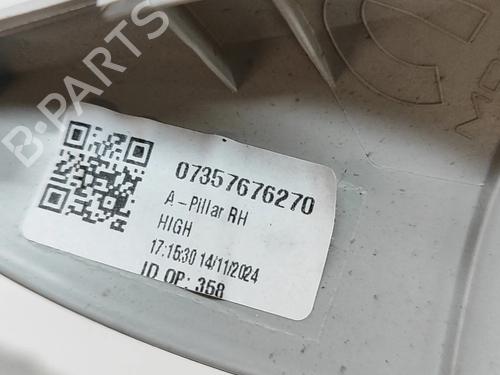 B-PARTS
07357676270
A-Pillar RH
HIGH
17:15:30 14/11/2024
ID OP: 358